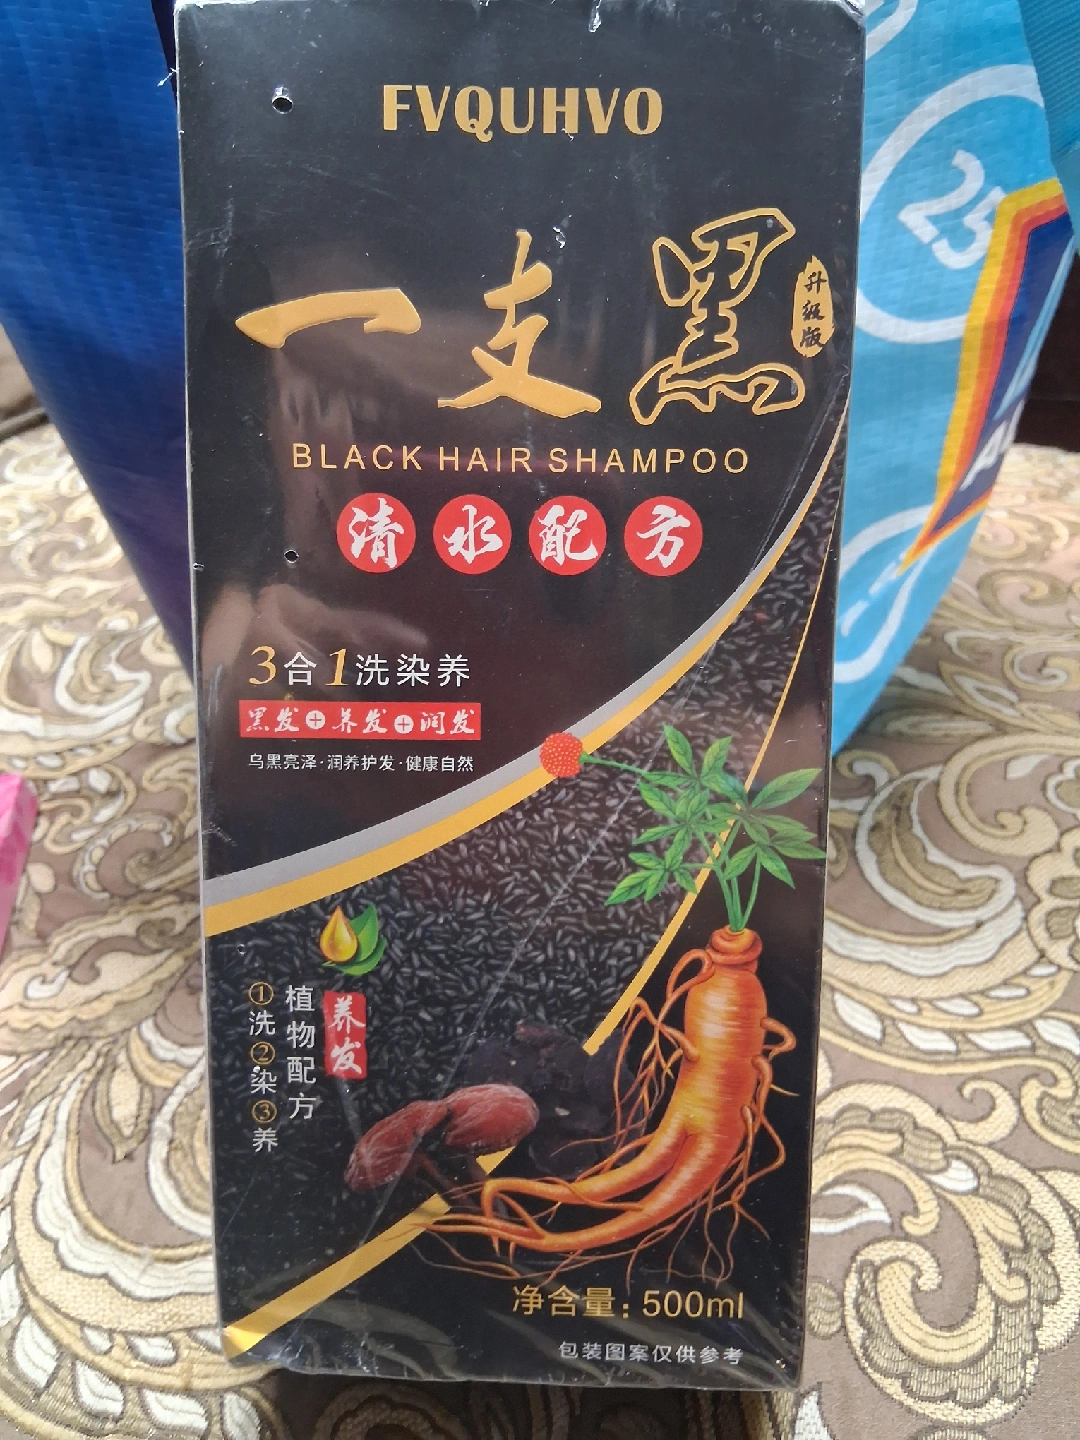 FVQUHVO
一支黑
升级版
BLACK HAIR SHAMPOO
清水配方
3合1洗染养
黑发+养发+润发
乌黑亮泽·润养护发·健康自然
养发
植物配方
①洗②染③养
净含量：500ml
包装图案仅供参考
25